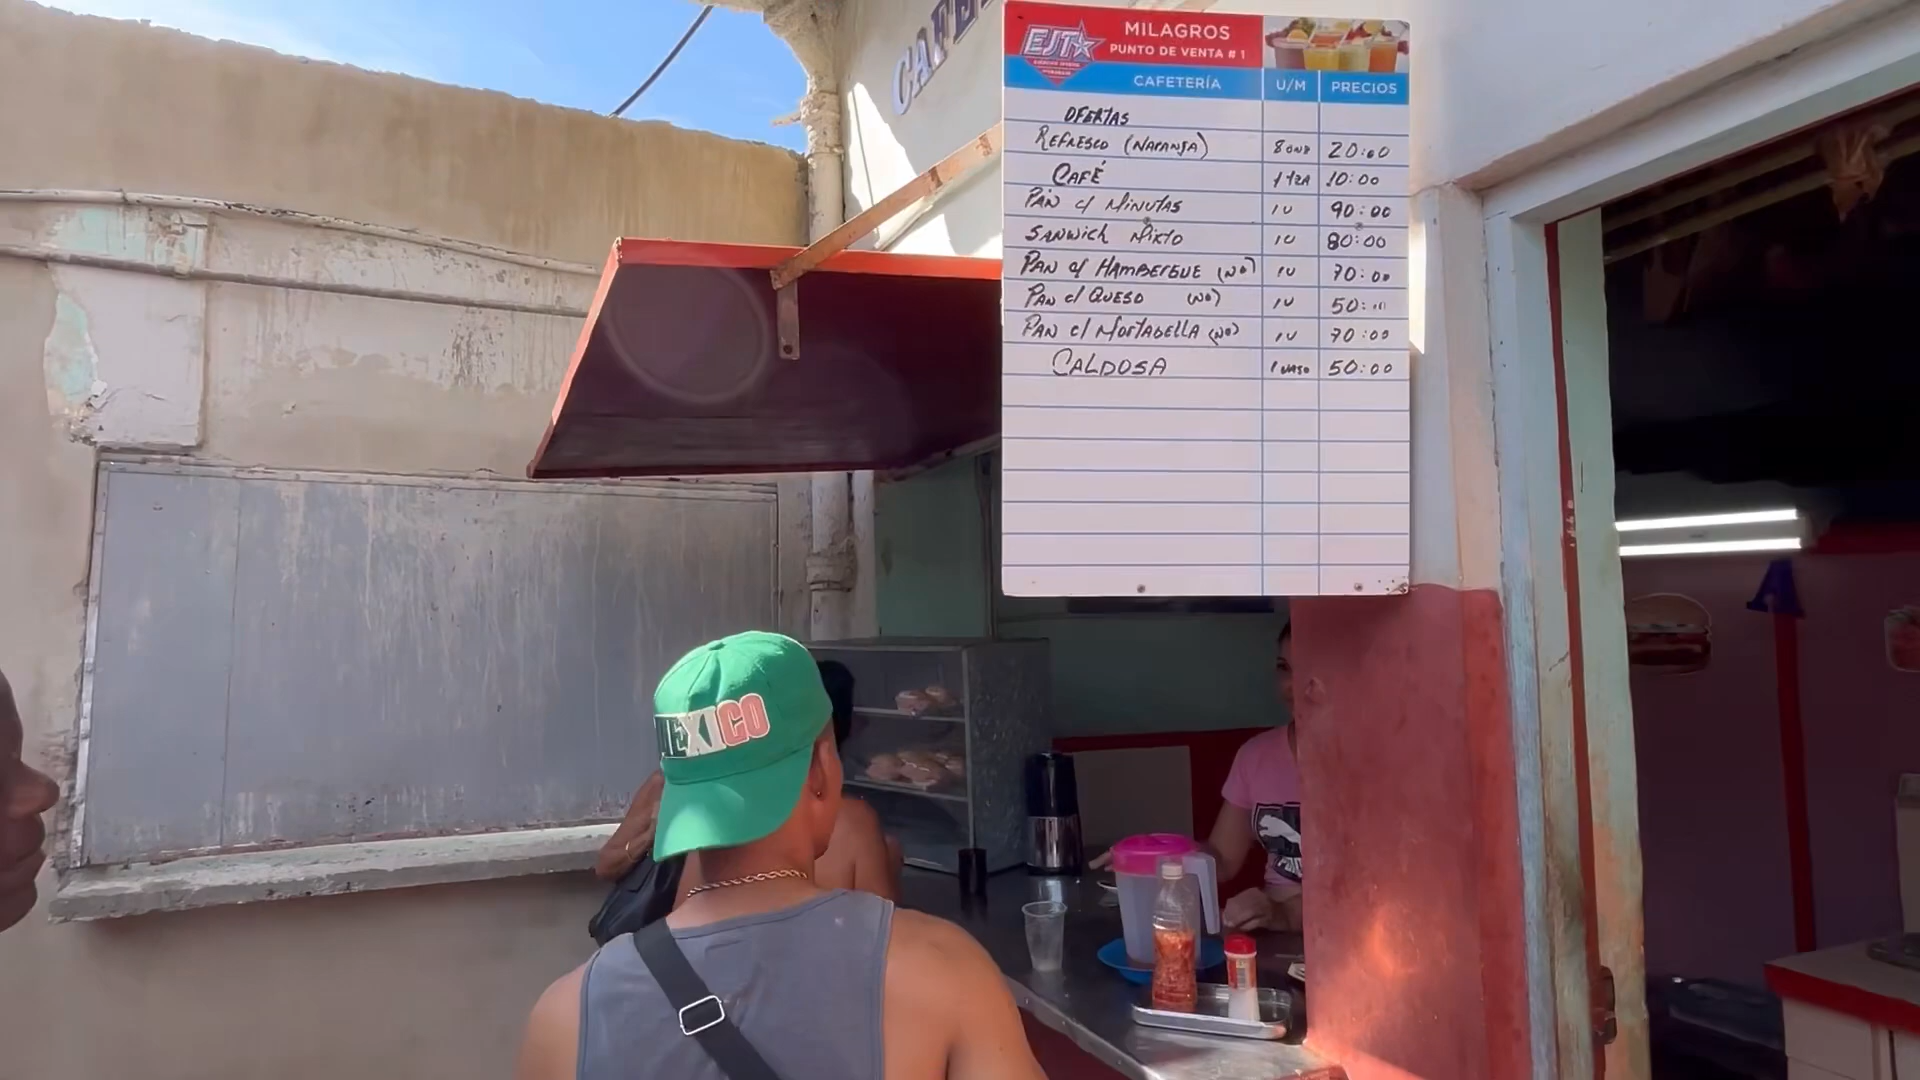 CAFE
EJT MILAGROS
PUNTO DE VENTA # 1
CAFETERÍA U/M PRECIOS
OFERTAS
REFRESCO (NARANJA) 8 ONZ 20:00
CAFÉ 1 TZA 10:00
PAN c/ MINUTAS 1U 90:00
SANWICH MIXTO 1U 80:00
PAN c/ HAMBERGUE (NO) 1U 70:00
PAN c/ QUESO (NO) 1U 50:00
PAN c/ MORTADELLA (NO) 1U 70:00
CALDOSA 1 VASO 50:00
MEXICO